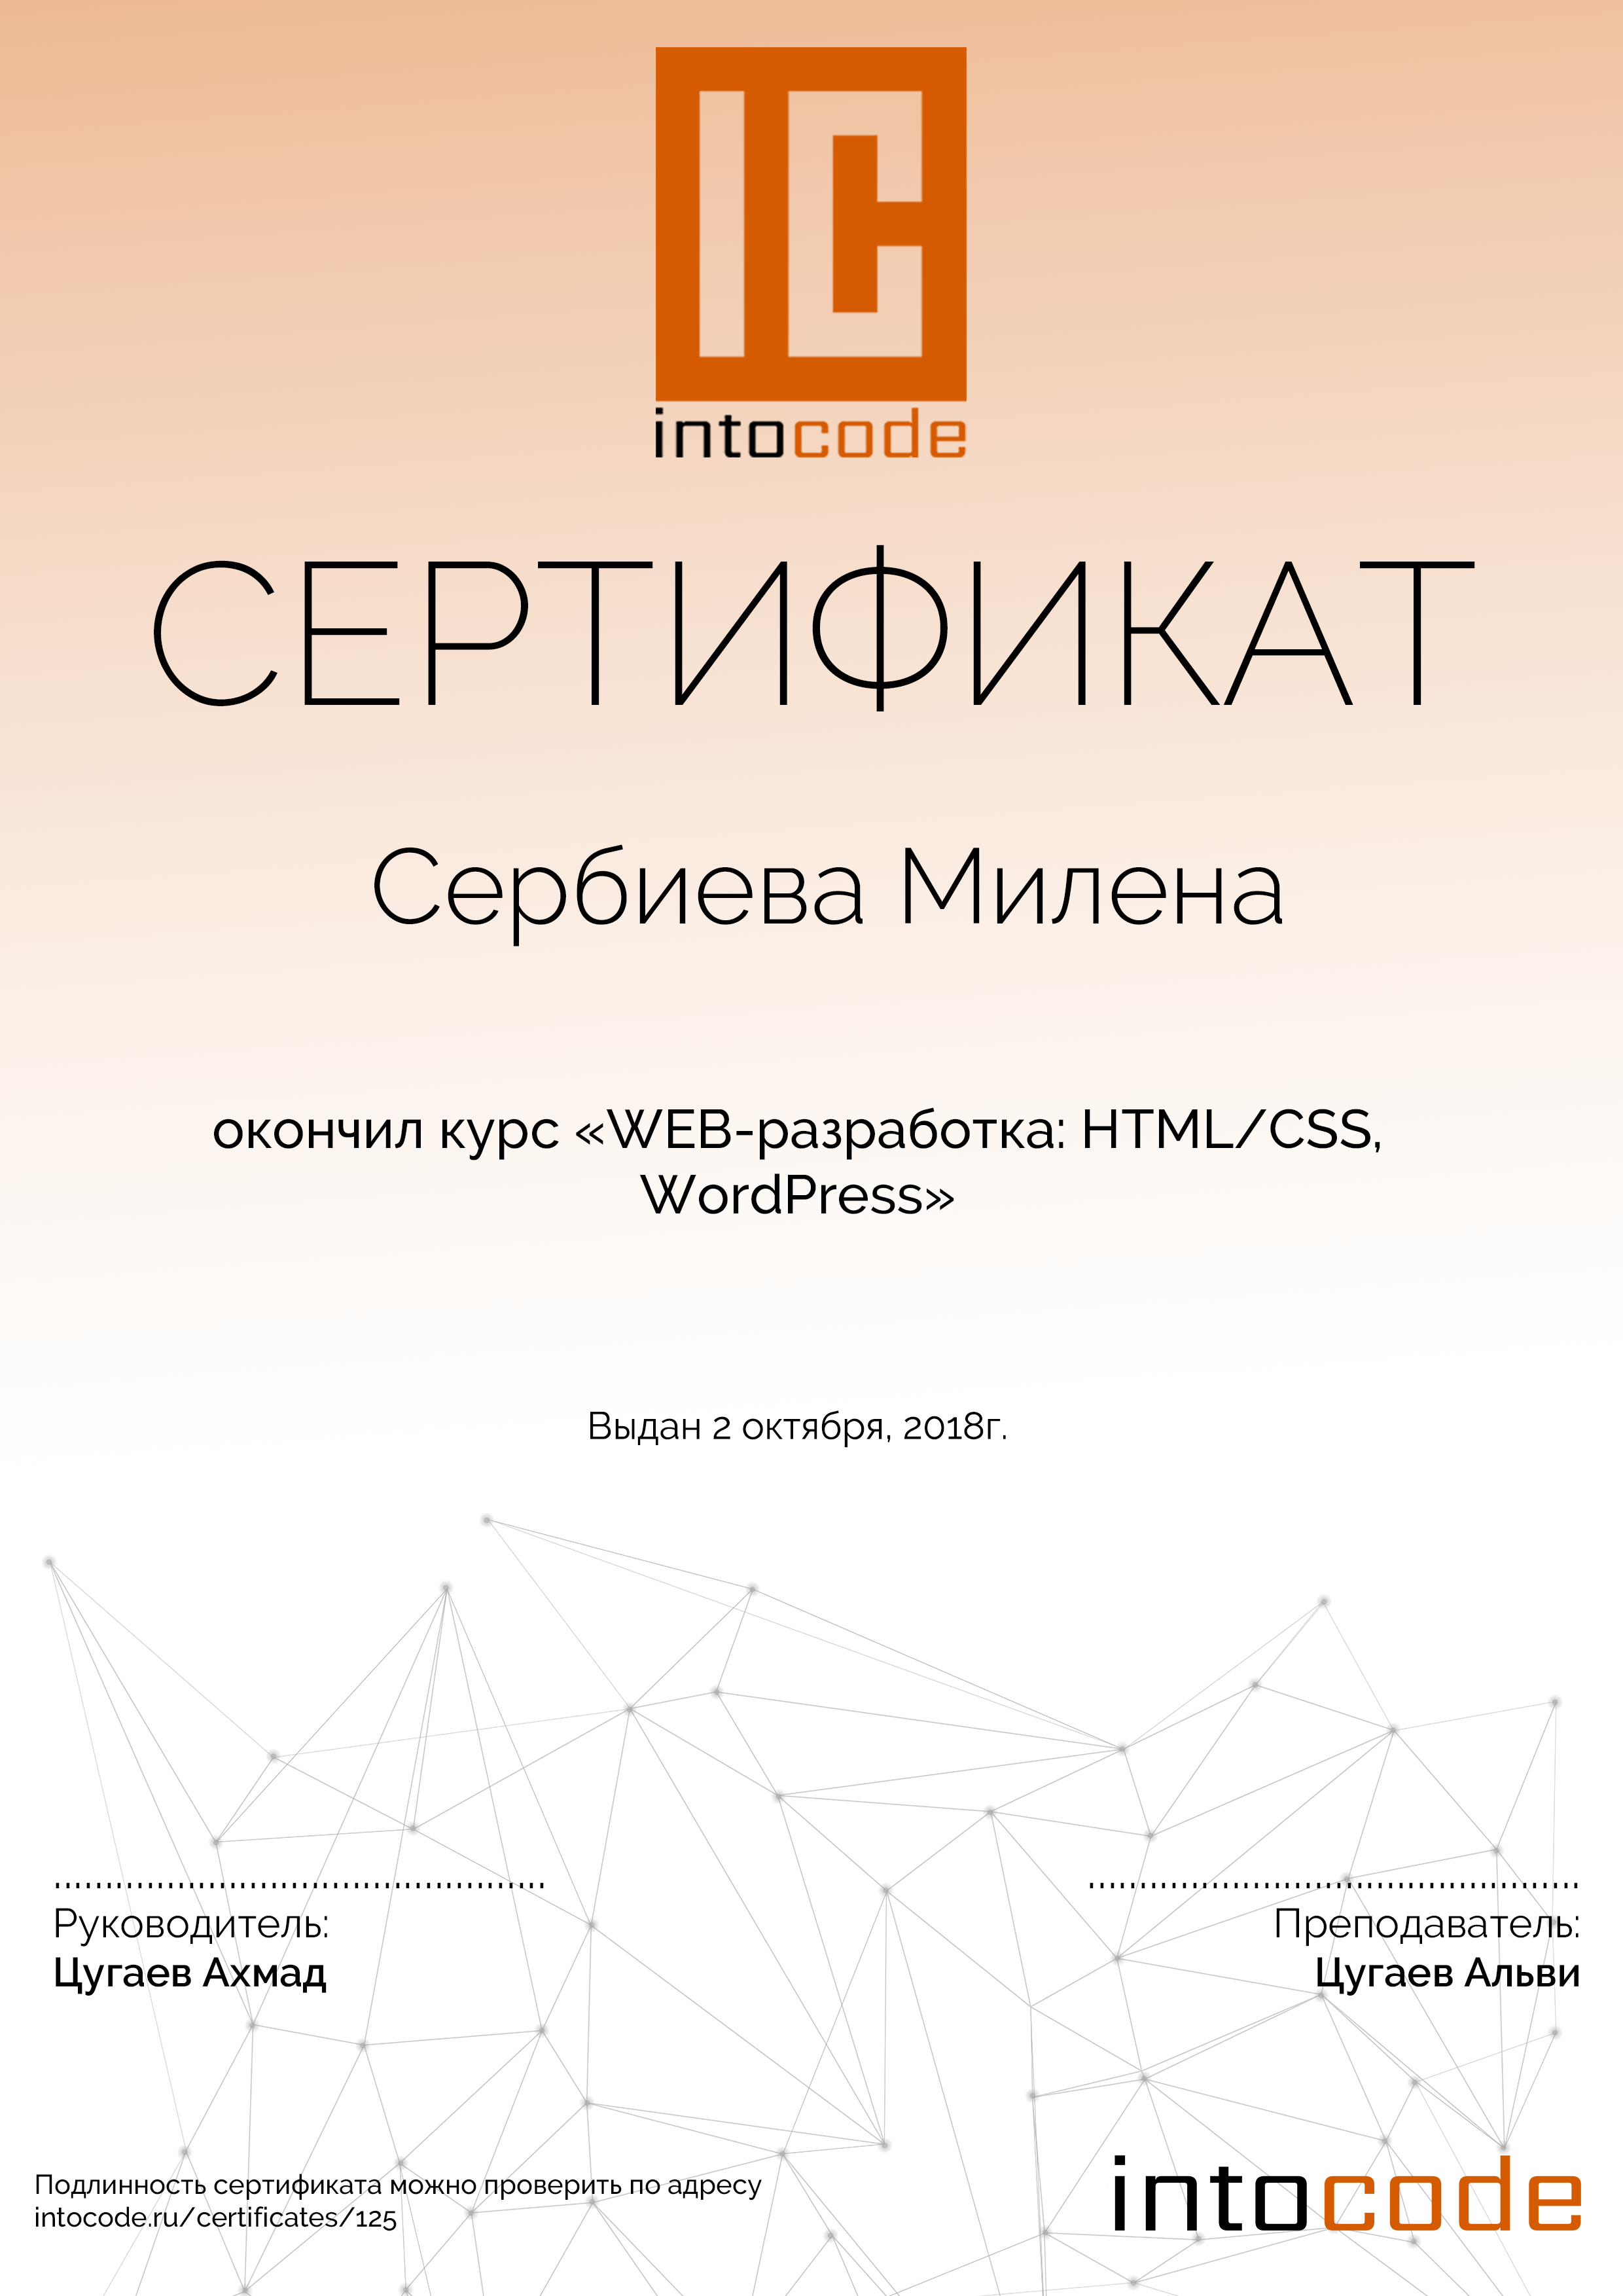 IC
intocode
СЕРТИФИКАТ
Сербиева Милена
окончил курс «WEB-разработка: HTML/CSS,
WordPress»
Выдан 2 октября, 2018г.
Руководитель:
Цугаев Ахмад
Преподаватель:
Цугаев Альви
Подлинность сертификата можно проверить по адресу
intocode.ru/certificates/125
intocode